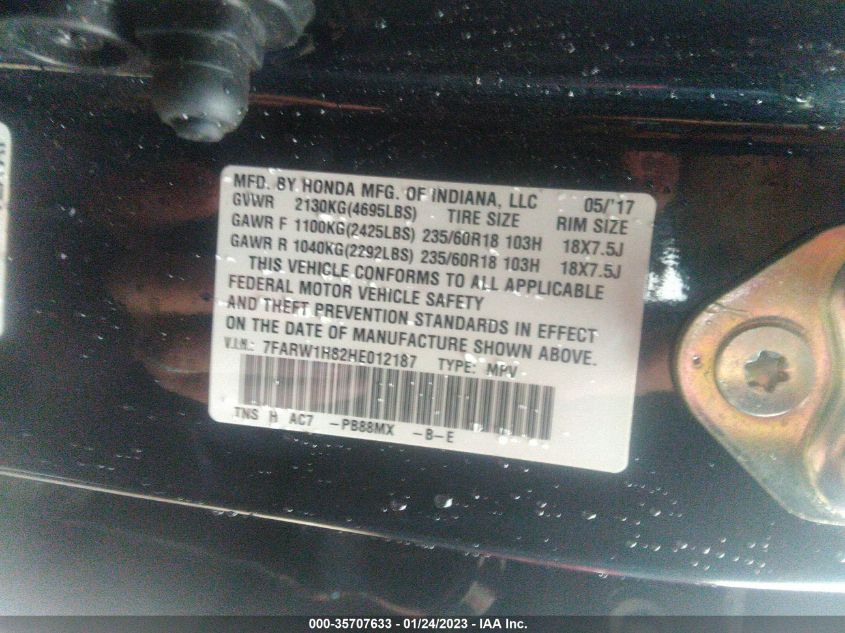 MFD. BY HONDA MFG. OF INDIANA, LLC 05/'17
GVWR 2130KG(4695LBS) TIRE SIZE RIM SIZE
GAWR F 1100KG(2425LBS) 235/60R18 103H 18X7.5J
GAWR R 1040KG(2292LBS) 235/60R18 103H 18X7.5J
THIS VEHICLE CONFORMS TO ALL APPLICABLE
FEDERAL MOTOR VEHICLE SAFETY
AND THEFT PREVENTION STANDARDS IN EFFECT
ON THE DATE OF MANUFACTURE SHOWN ABOVE.
V.I.N.: 7FARW1H82HE012187 TYPE: MPV
TNS H AC7 -PB88MX -B-E
000-35707633 - 01/24/2023 - IAA Inc.